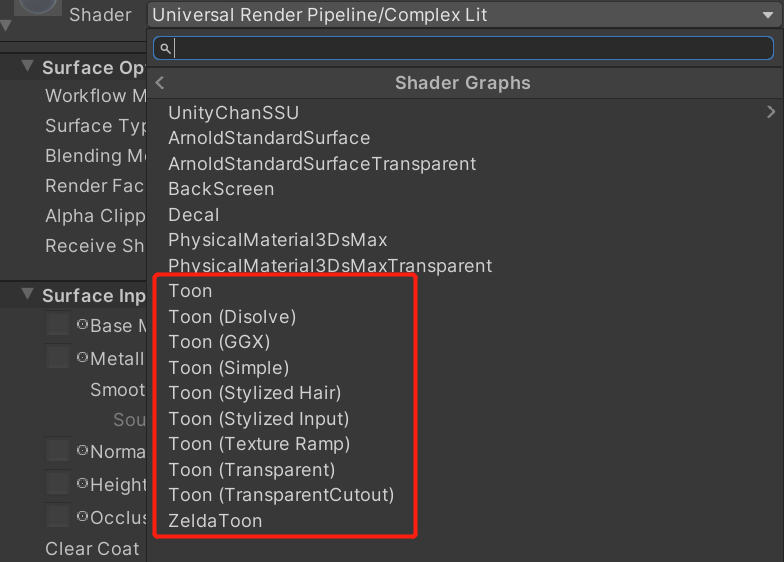 Shader Universal Render Pipeline/Complex Lit
Shader Graphs
Surface Op
Workflow M
Surface Typ
Blending Mo
Render Fac
Alpha Clipp
Receive Sh
Surface Inp
Base M
Metall
Smoot
Sou
Norma
Height
Occlus
Clear Coat
UnityChanSSU
ArnoldStandardSurface
ArnoldStandardSurfaceTransparent
BackScreen
Decal
PhysicalMaterial3DsMax
PhysicalMaterial3DsMaxTransparent
Toon
Toon (Disolve)
Toon (GGX)
Toon (Simple)
Toon (Stylized Hair)
Toon (Stylized Input)
Toon (Texture Ramp)
Toon (Transparent)
Toon (TransparentCutout)
ZeldaToon